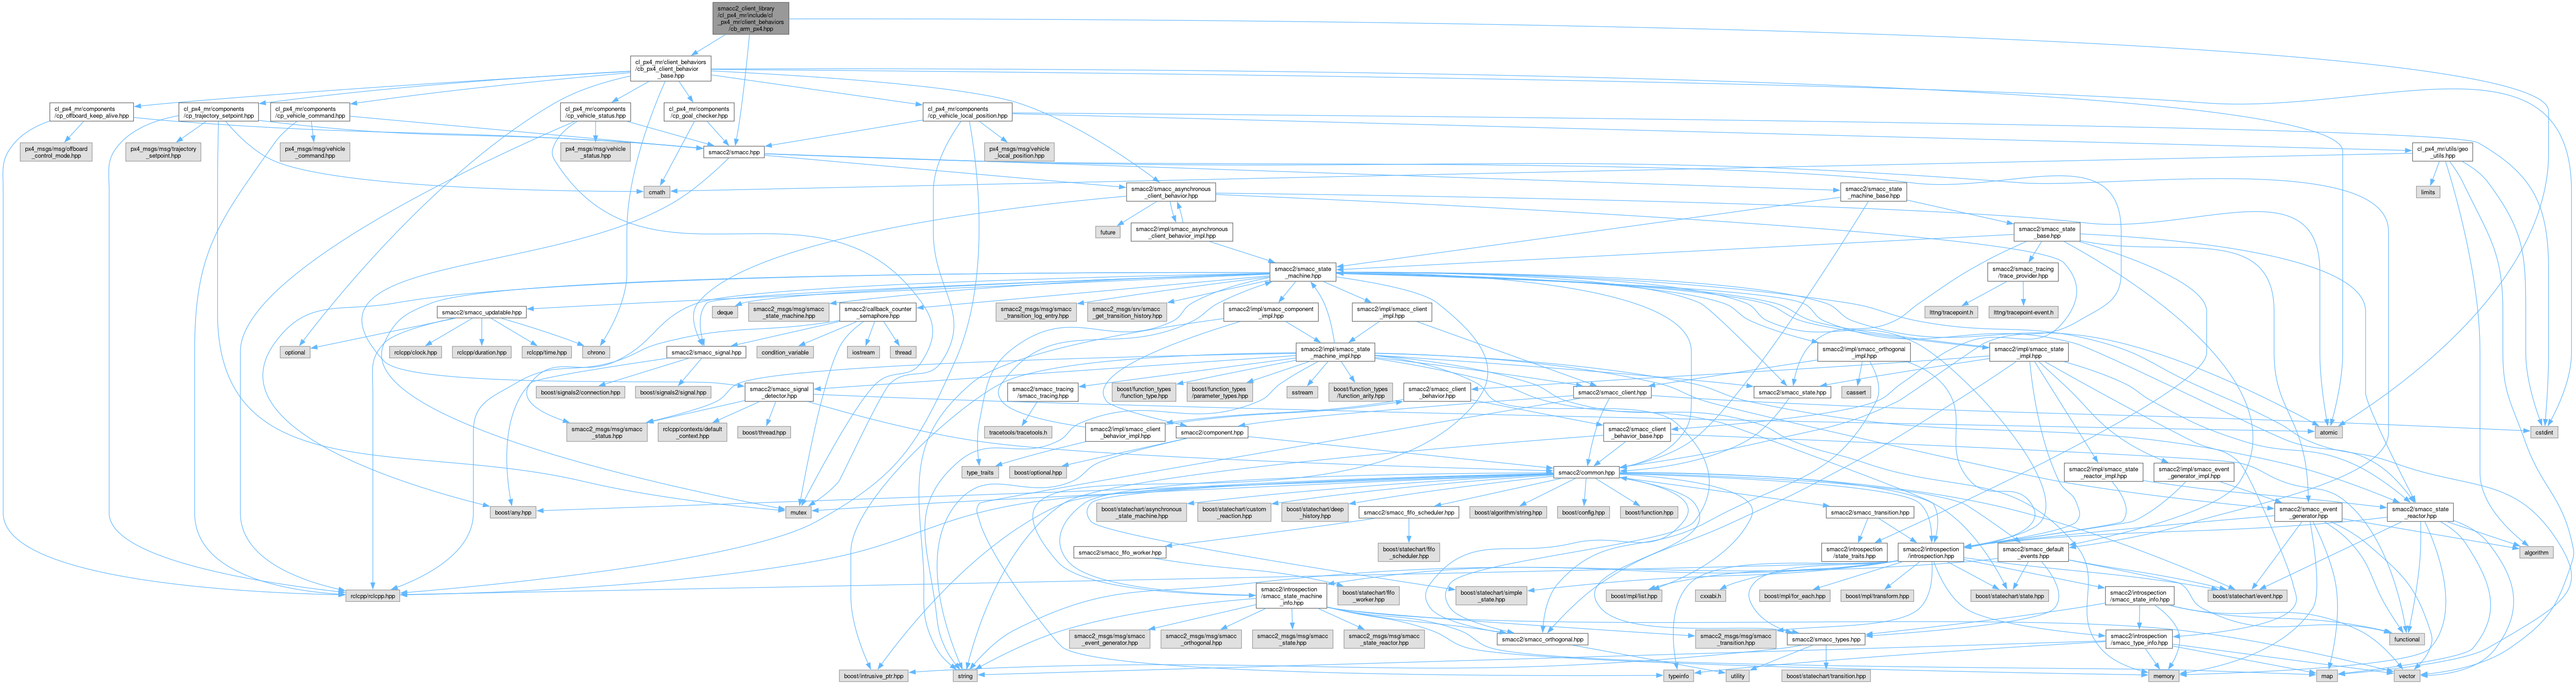 smacc2_client_library
/cl_px4_mr/include/cl
_px4_mr/client_behaviors
/cb_arm_px4.hpp
cl_px4_mr/client_behaviors
/cb_px4_client_behavior
_base.hpp
cl_px4_mr/components
/cp_offboard_keep_alive.hpp
cl_px4_mr/components
/cp_trajectory_setpoint.hpp
cl_px4_mr/components
/cp_vehicle_command.hpp
cl_px4_mr/components
/cp_vehicle_status.hpp
cl_px4_mr/components
/cp_goal_checker.hpp
cl_px4_mr/components
/cp_vehicle_local_position.hpp
px4_msgs/msg/offboard
_control_mode.hpp
px4_msgs/msg/trajectory
_setpoint.hpp
px4_msgs/msg/vehicle
_command.hpp
px4_msgs/msg/vehicle
_status.hpp
smacc2/smacc.hpp
px4_msgs/msg/vehicle
_local_position.hpp
cl_px4_mr/utils/geo
_utils.hpp
cmath
smacc2/smacc_asynchronous
_client_behavior.hpp
smacc2/smacc_state
_machine_base.hpp
limits
future
smacc2/impl/smacc_asynchronous
_client_behavior_impl.hpp
smacc2/smacc_state
_base.hpp
smacc2/smacc_state
_machine.hpp
smacc2/smacc_tracing
/trace_provider.hpp
smacc2/smacc_updatable.hpp
deque
smacc2_msgs/msg/smacc
_state_machine.hpp
smacc2/callback_counter
_semaphore.hpp
smacc2_msgs/msg/smacc
_transition_log_entry.hpp
smacc2_msgs/srv/smacc
_get_transition_history.hpp
smacc2/impl/smacc_component
_impl.hpp
smacc2/impl/smacc_client
_impl.hpp
lttng/tracepoint.h
lttng/tracepoint-event.h
optional
rclcpp/clock.hpp
rclcpp/duration.hpp
rclcpp/time.hpp
chrono
smacc2/smacc_signal.hpp
condition_variable
iostream
thread
smacc2/impl/smacc_state
_machine_impl.hpp
smacc2/impl/smacc_orthogonal
_impl.hpp
smacc2/impl/smacc_state
_impl.hpp
boost/signals2/connection.hpp
boost/signals2/signal.hpp
smacc2/smacc_signal
_detector.hpp
smacc2/smacc_tracing
/smacc_tracing.hpp
boost/function_types
/function_type.hpp
boost/function_types
/parameter_types.hpp
sstream
boost/function_types
/function_arity.hpp
smacc2/smacc_client
_behavior.hpp
smacc2/smacc_client.hpp
smacc2/smacc_state.hpp
cassert
smacc2_msgs/msg/smacc
_status.hpp
rclcpp/contexts/default
_context.hpp
boost/thread.hpp
tracetools/tracetools.h
smacc2/impl/smacc_client
_behavior_impl.hpp
smacc2/component.hpp
smacc2/smacc_client
_behavior_base.hpp
atomic
cstdint
type_traits
boost/optional.hpp
smacc2/common.hpp
smacc2/impl/smacc_state
_reactor_impl.hpp
smacc2/impl/smacc_event
_generator_impl.hpp
boost/any.hpp
mutex
boost/statechart/asynchronous
_state_machine.hpp
boost/statechart/custom
_reaction.hpp
boost/statechart/deep
_history.hpp
smacc2/smacc_fifo_scheduler.hpp
boost/algorithm/string.hpp
boost/config.hpp
boost/function.hpp
smacc2/smacc_transition.hpp
smacc2/smacc_event
_generator.hpp
smacc2/smacc_state
_reactor.hpp
smacc2/smacc_fifo_worker.hpp
boost/statechart/fifo
_scheduler.hpp
smacc2/introspection
/state_traits.hpp
smacc2/introspection
/introspection.hpp
smacc2/smacc_default
_events.hpp
algorithm
rclcpp/rclcpp.hpp
smacc2/introspection
/smacc_state_machine
_info.hpp
boost/statechart/fifo
_worker.hpp
boost/statechart/simple
_state.hpp
boost/mpl/list.hpp
cxxabi.h
boost/mpl/for_each.hpp
boost/mpl/transform.hpp
boost/statechart/state.hpp
smacc2/introspection
/smacc_state_info.hpp
boost/statechart/event.hpp
smacc2_msgs/msg/smacc
_event_generator.hpp
smacc2_msgs/msg/smacc
_orthogonal.hpp
smacc2_msgs/msg/smacc
_state.hpp
smacc2_msgs/msg/smacc
_state_reactor.hpp
smacc2/smacc_orthogonal.hpp
smacc2_msgs/msg/smacc
_transition.hpp
smacc2/smacc_types.hpp
smacc2/introspection
/smacc_type_info.hpp
functional
boost/intrusive_ptr.hpp
string
typeinfo
utility
boost/statechart/transition.hpp
memory
map
vector